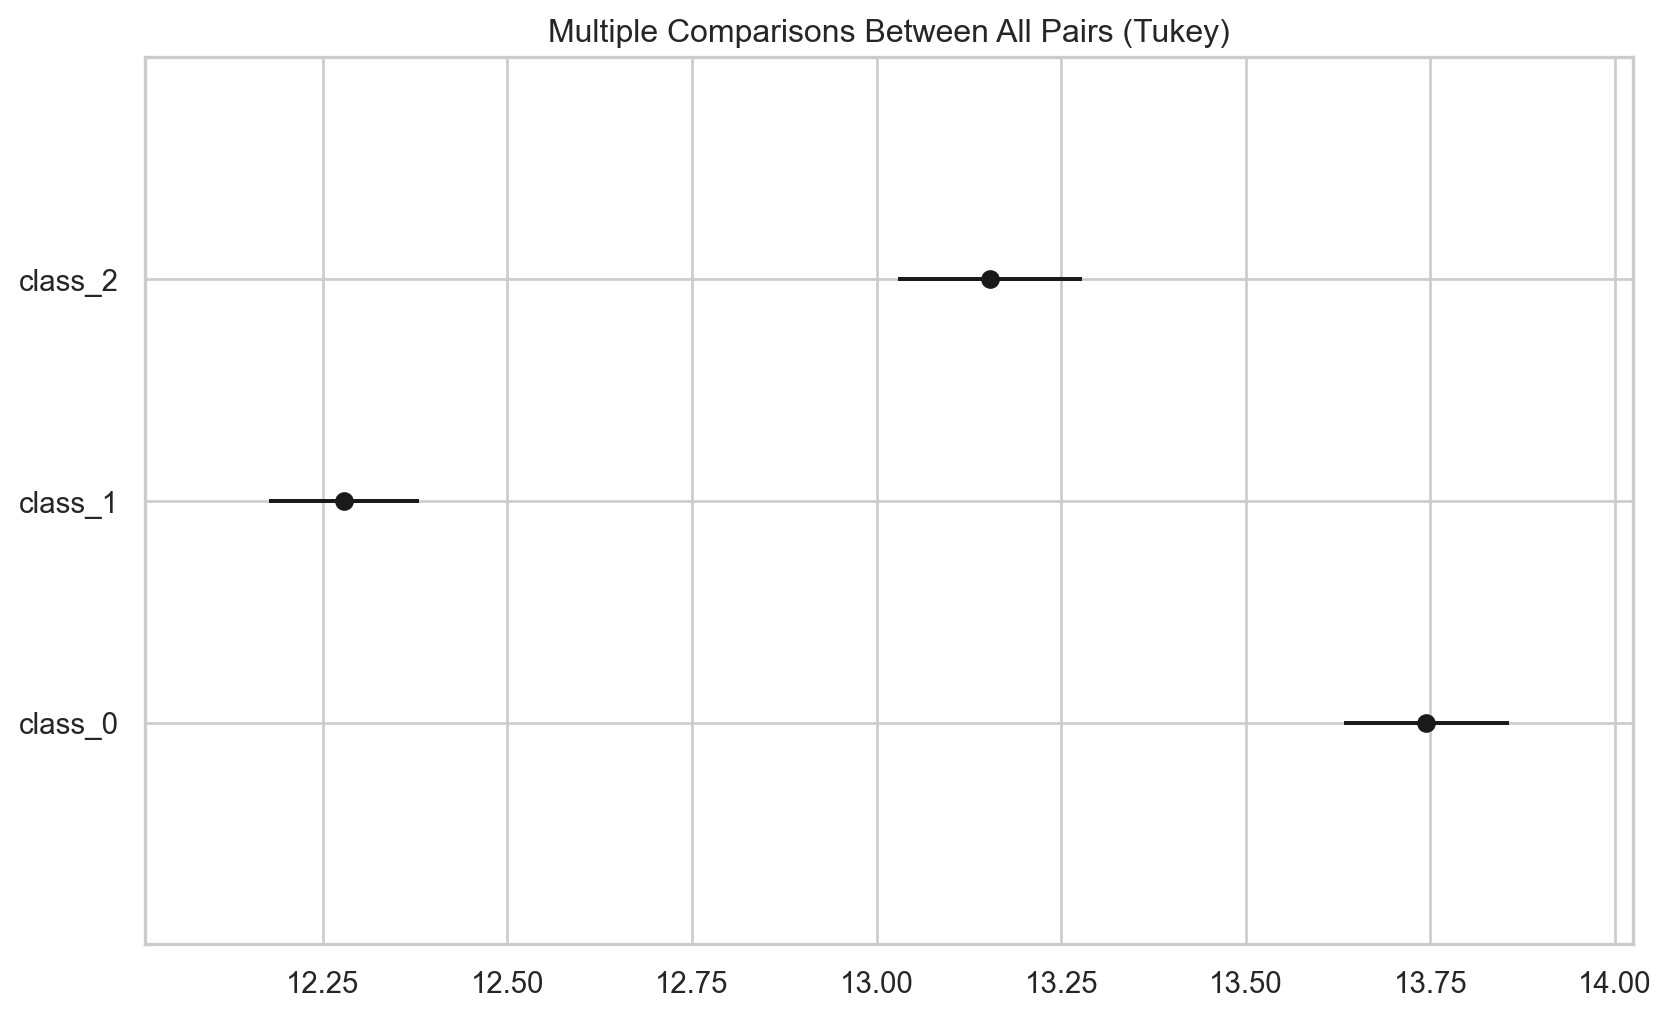 Multiple Comparisons Between All Pairs (Tukey)
class_2
class_1
class_0
12.25 12.50 12.75 13.00 13.25 13.50 13.75 14.00